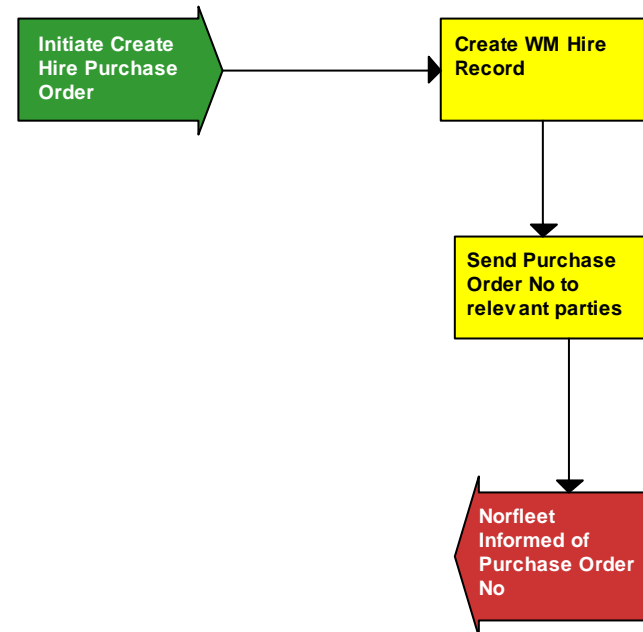 Initiate Create
Hire Purchase
Order
Create WM Hire
Record
Send Purchase
Order No to
relevant parties
Norfleet
Informed of
Purchase Order
No